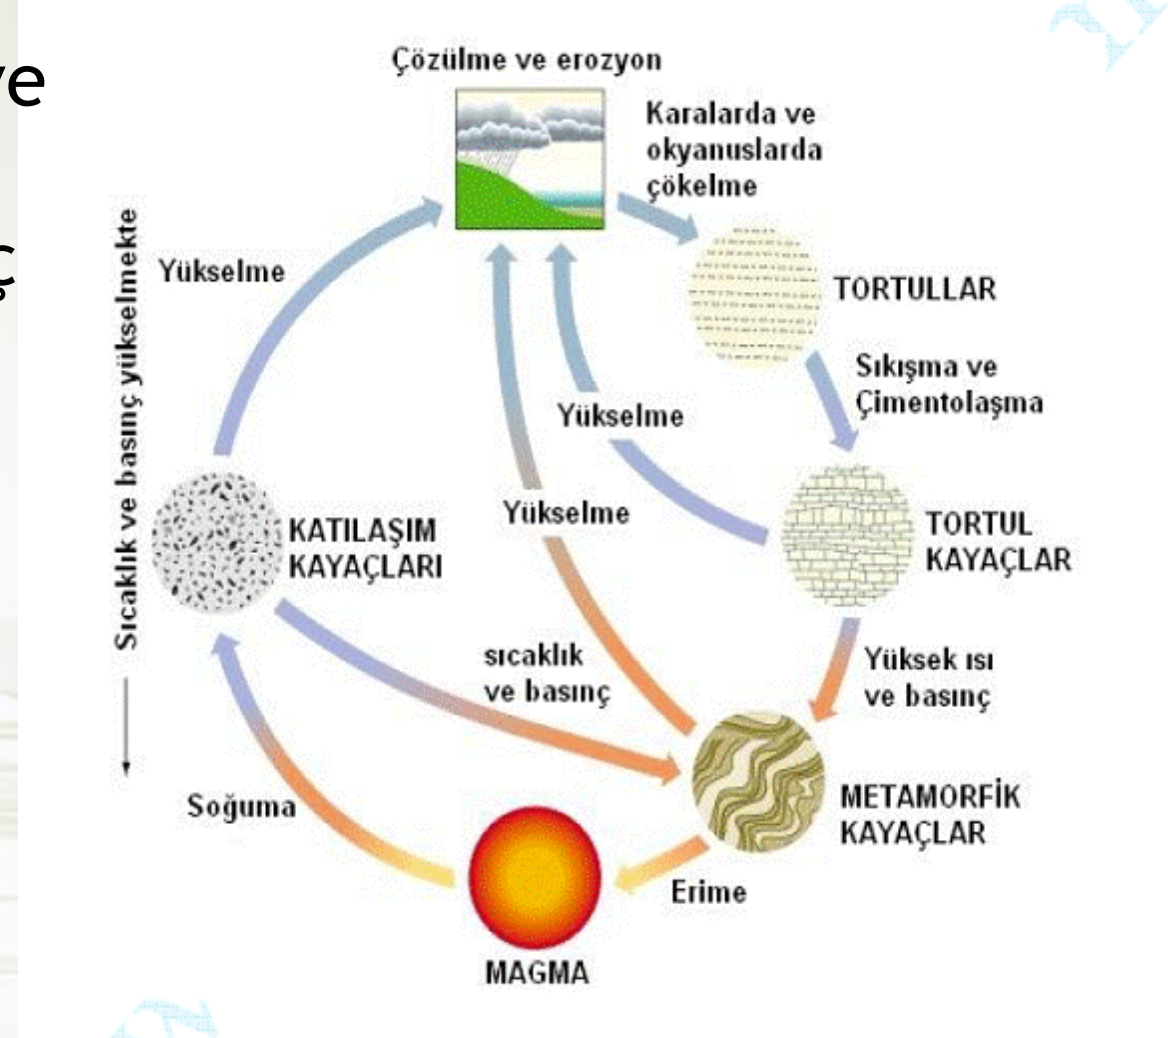 ve
ç
Çözülme ve erozyon
Karalarda ve
okyanuslarda
çökelme
Yükselme
TORTULLAR
Sıkışma ve
Çimentolaşma
Yükselme
Yükselme
Sıcaklık ve basınç yükselmekte
KATILAŞIM
KAYAÇLARI
TORTUL
KAYAÇLAR
sıcaklık
ve basınç
Yüksek ısı
ve basınç
Soğuma
METAMORFİK
KAYAÇLAR
Erime
MAGMA